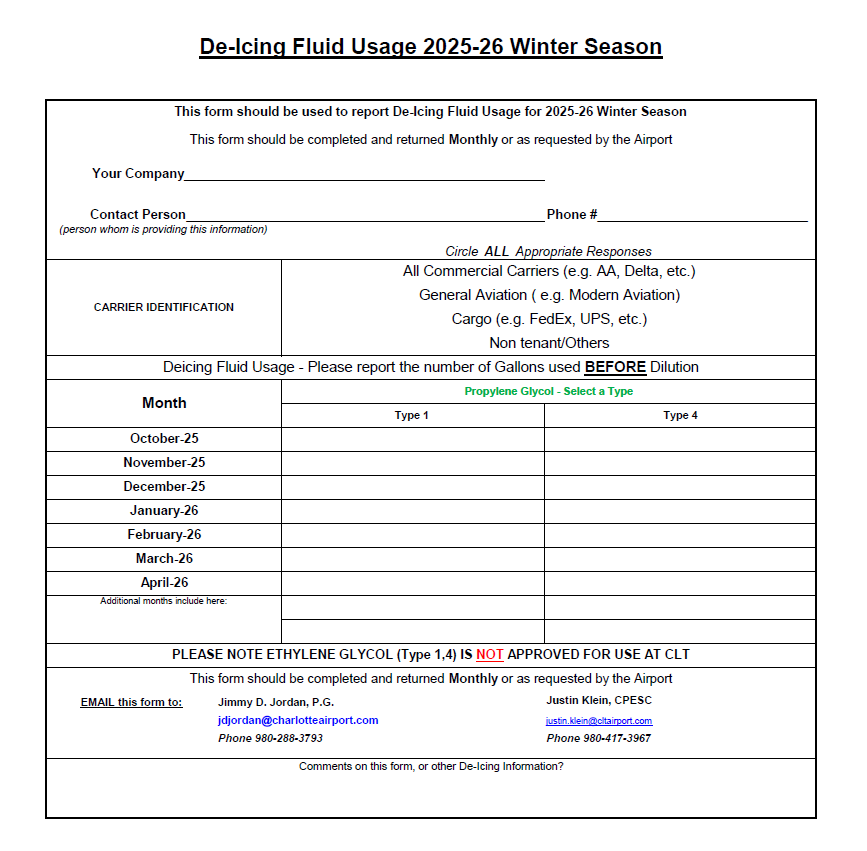 De-Icing Fluid Usage 2025-26 Winter Season
This form should be used to report De-Icing Fluid Usage for 2025-26 Winter Season
This form should be completed and returned Monthly or as requested by the Airport
Your Company
Contact Person Phone #
(person whom is providing this information)
Circle ALL Appropriate Responses
CARRIER IDENTIFICATION
All Commercial Carriers (e.g. AA, Delta, etc.)
General Aviation ( e.g. Modern Aviation)
Cargo (e.g. FedEx, UPS, etc.)
Non tenant/Others
Deicing Fluid Usage - Please report the number of Gallons used BEFORE Dilution
Month
Propylene Glycol - Select a Type
Type 1 Type 4
October-25
November-25
December-25
January-26
February-26
March-26
April-26
Additional months include here:
PLEASE NOTE ETHYLENE GLYCOL (Type 1,4) IS NOT APPROVED FOR USE AT CLT
This form should be completed and returned Monthly or as requested by the Airport
EMAIL this form to: Jimmy D. Jordan, P.G. Justin Klein, CPESC
jdjordan@charlotteairport.com justin.klein@cltairport.com
Phone 980-288-3793 Phone 980-417-3967
Comments on this form, or other De-Icing Information?